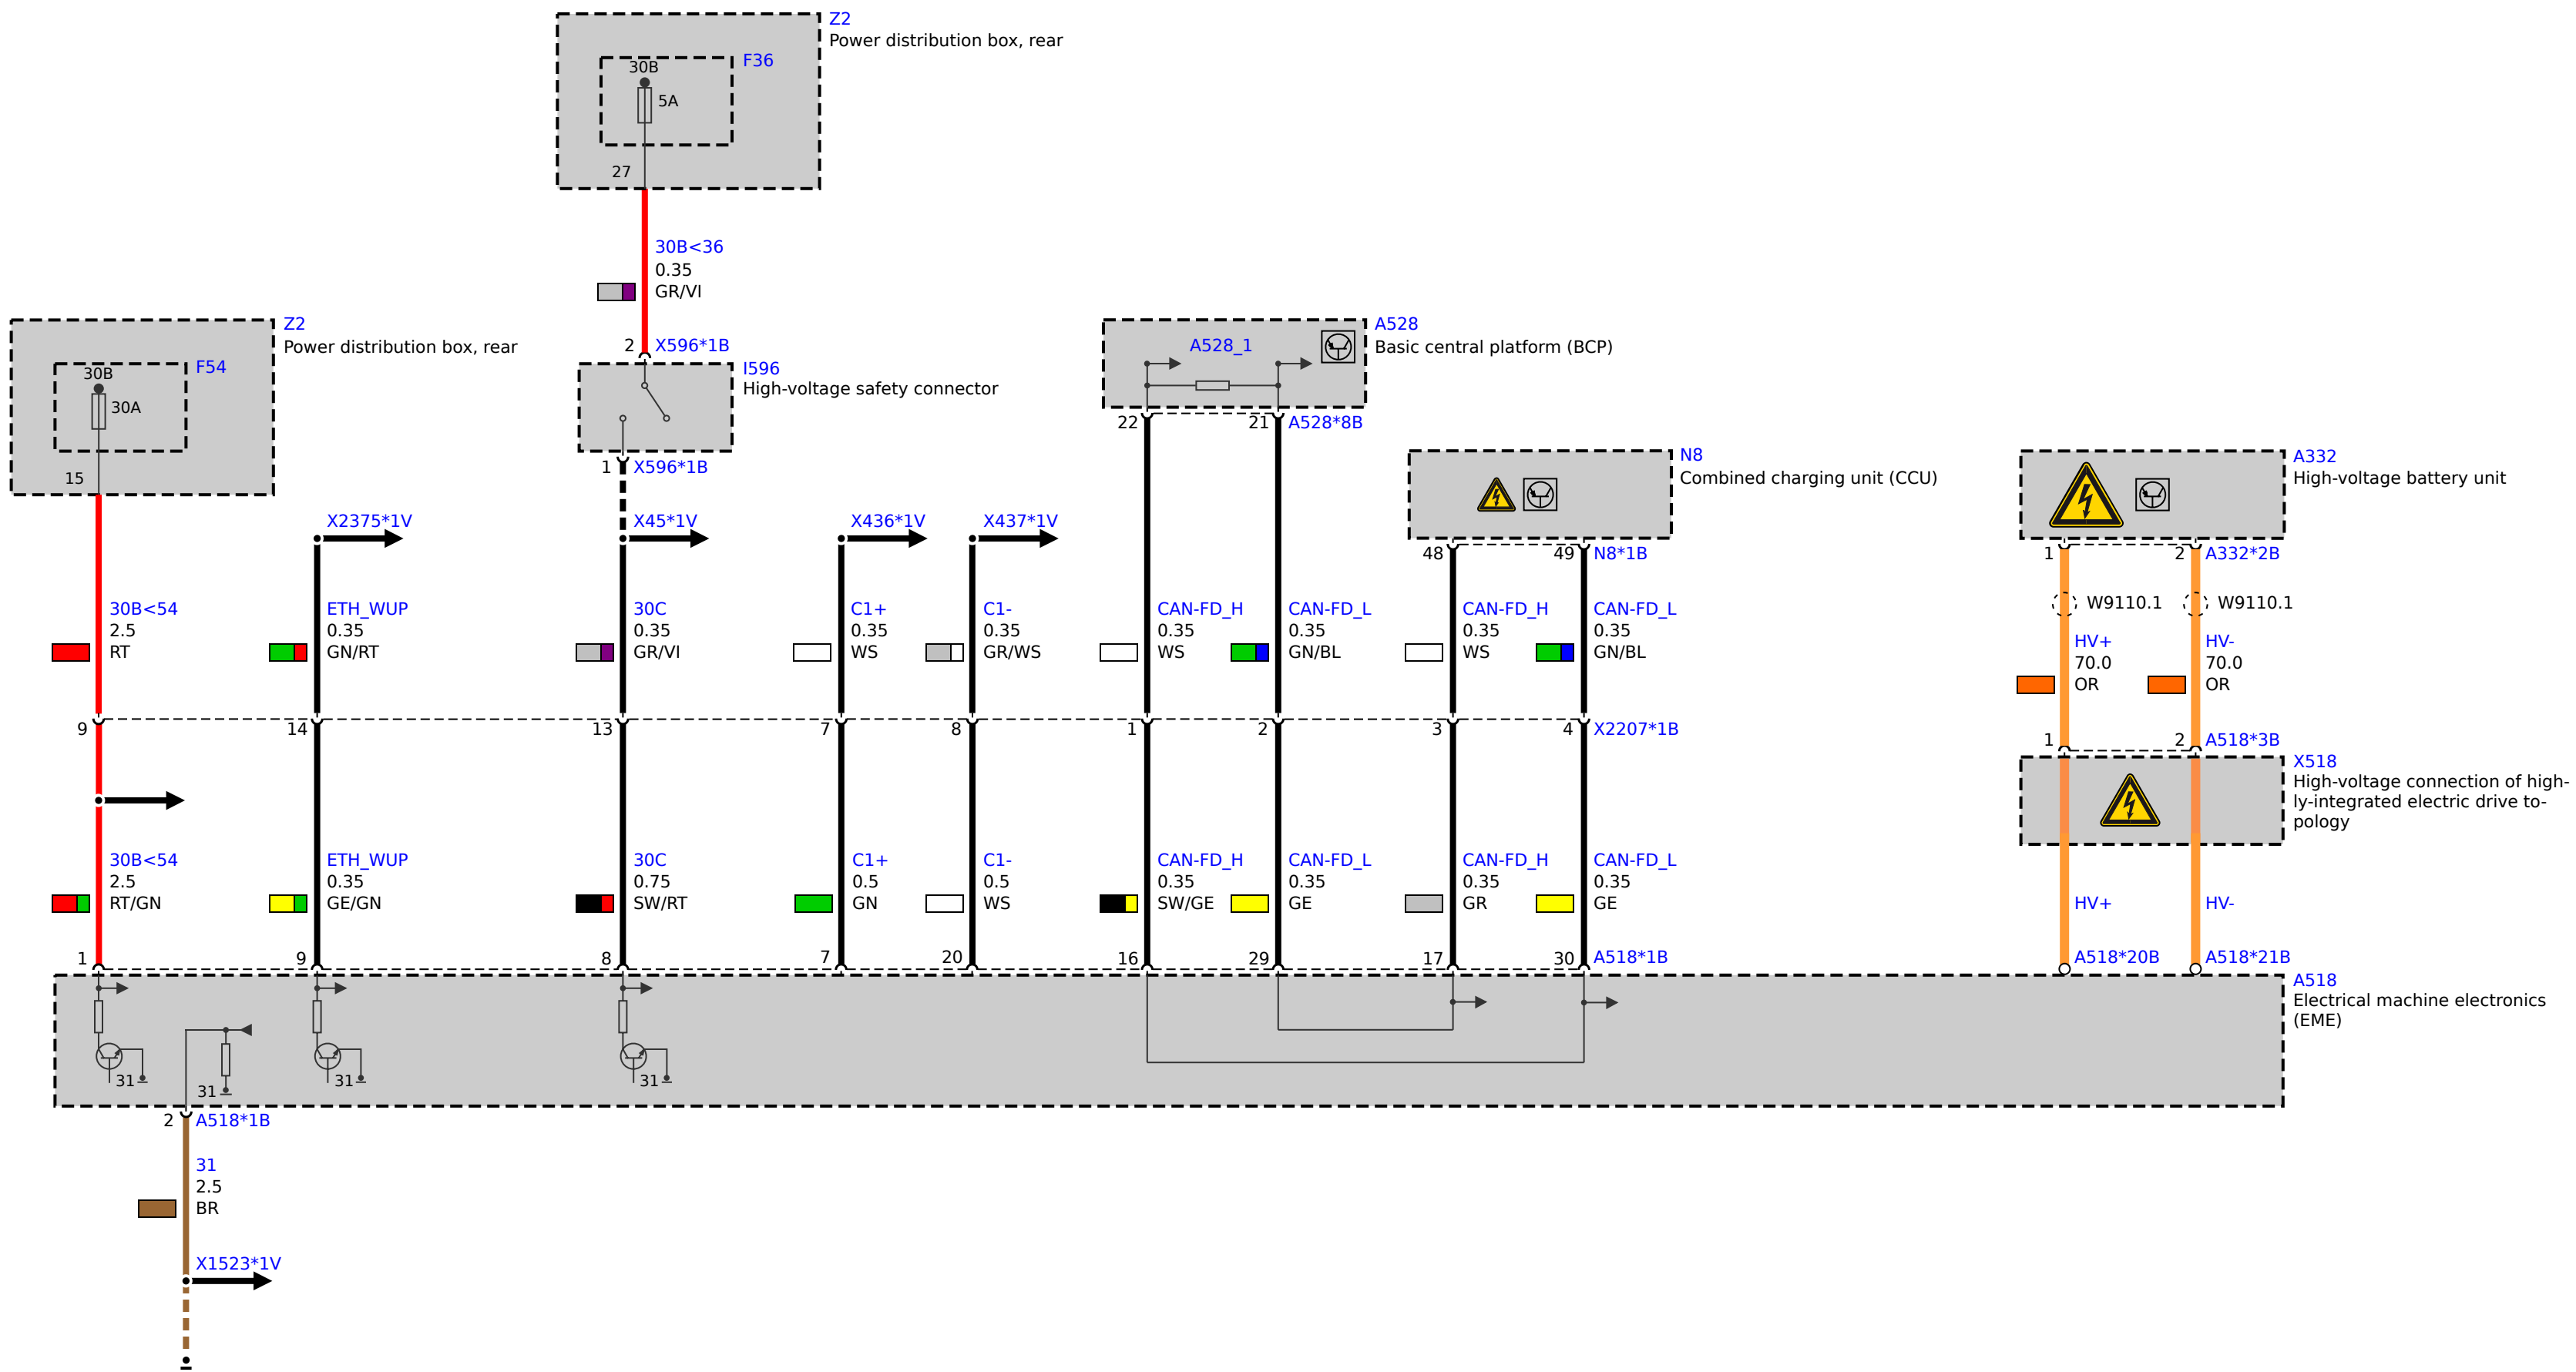 Z2
Power distribution box, rear
F36
30B
5A
27
30B<36
0.35
GR/VI
2 X596*1B
I596
High-voltage safety connector
1 X596*1B
Z2
Power distribution box, rear
F54
30B
30A
15
A528
Basic central platform (BCP)
A528_1
22 21 A528*8B
N8
Combined charging unit (CCU)
48 49 N8*1B
A332
High-voltage battery unit
1 2 A332*2B
X2375*1V
X45*1V
X436*1V
X437*1V
W9110.1 W9110.1
30B<54
2.5
RT
ETH_WUP
0.35
GN/RT
30C
0.35
GR/VI
C1+
0.35
WS
C1-
0.35
GR/WS
CAN-FD_H
0.35
WS
CAN-FD_L
0.35
GN/BL
CAN-FD_H
0.35
WS
CAN-FD_L
0.35
GN/BL
HV+
70.0
OR
HV-
70.0
OR
9 14 13 7 8 1 2 3 4 X2207*1B
1 2 A518*3B
X518
High-voltage connection of high-
ly-integrated electric drive to-
pology
30B<54
2.5
RT/GN
ETH_WUP
0.35
GE/GN
30C
0.75
SW/RT
C1+
0.5
GN
C1-
0.5
WS
CAN-FD_H
0.35
SW/GE
CAN-FD_L
0.35
GE
CAN-FD_H
0.35
GR
CAN-FD_L
0.35
GE
HV+
HV-
1 9 8 7 20 16 29 17 30 A518*1B
A518*20B A518*21B
A518
Electrical machine electronics
(EME)
31 31 31
31
2 A518*1B
31
2.5
BR
X1523*1V